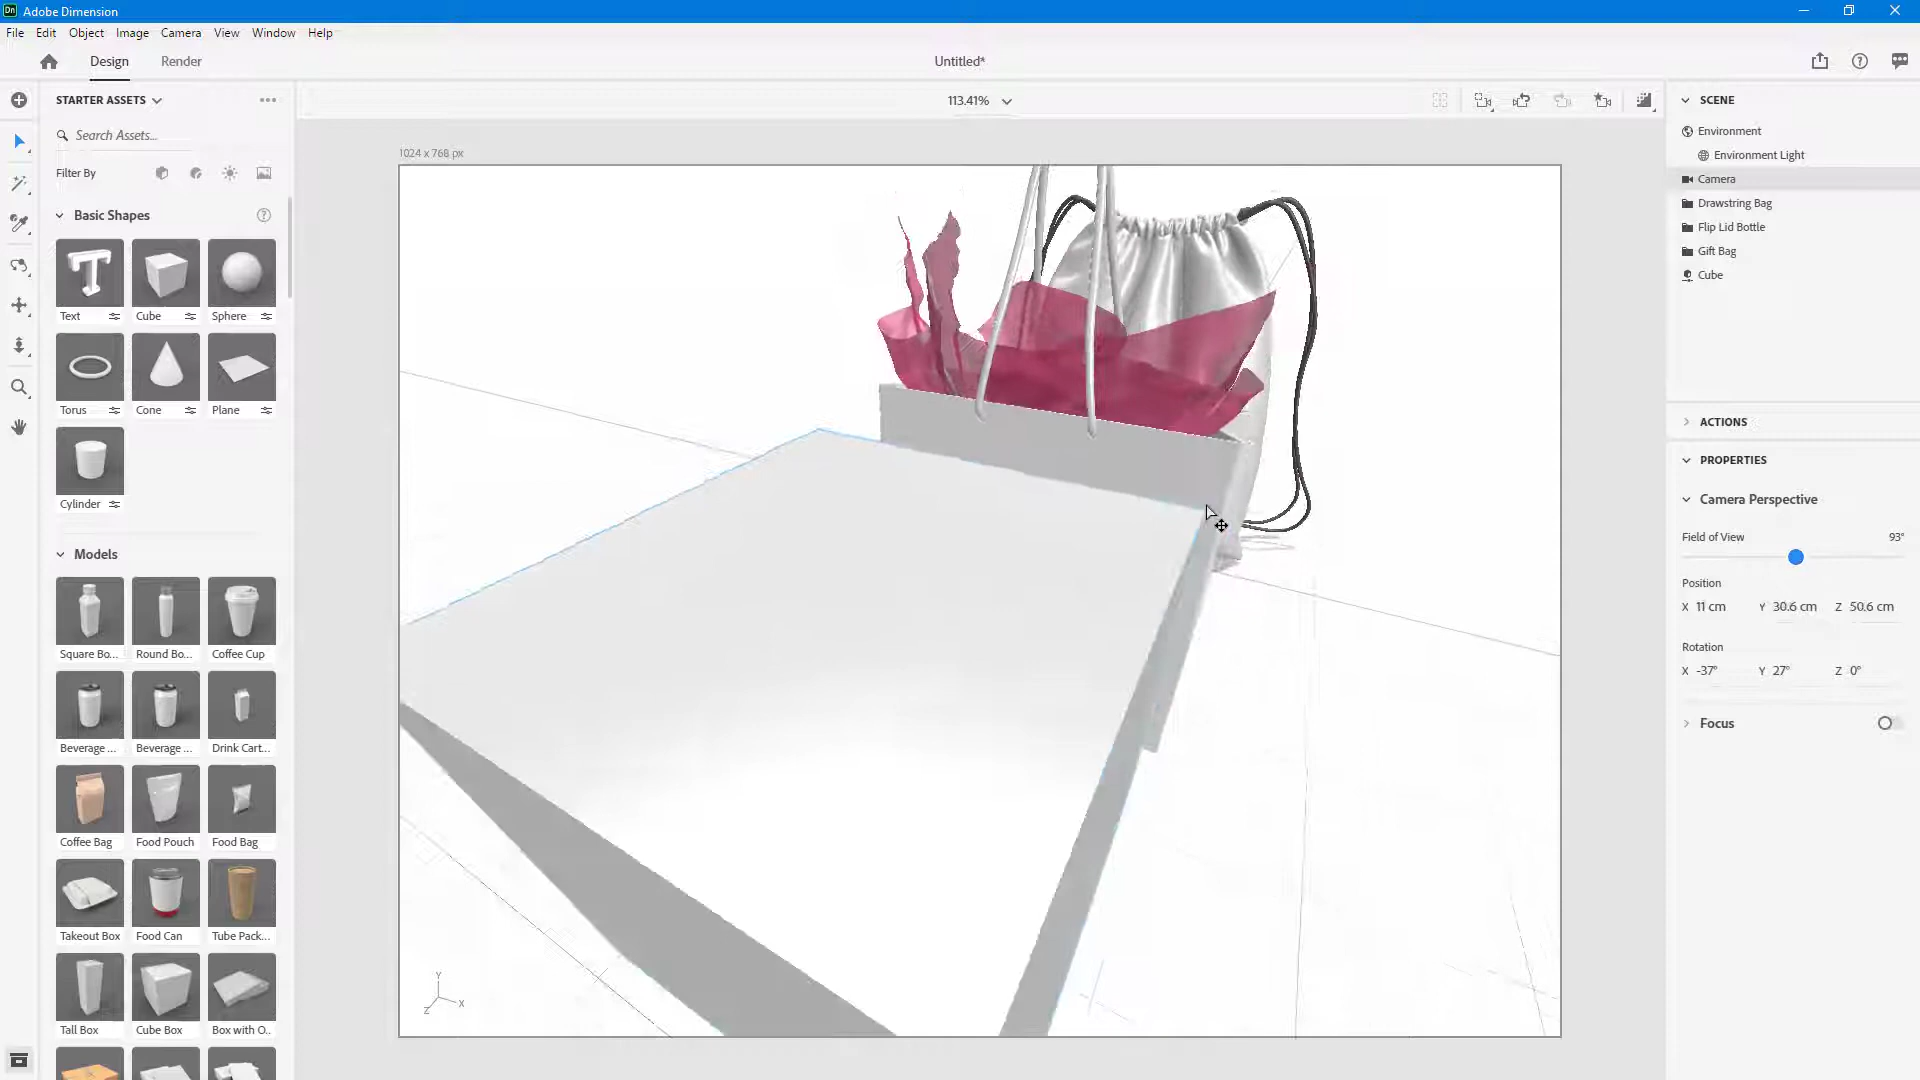 Dn Adobe Dimension
File Edit Object Image Camera View Window Help
Design Render Untitled*
STARTER ASSETS
113.41%
Search Assets...
Filter By
1024 x 768 px
Basic Shapes
Text Cube Sphere
Torus Cone Plane
Cylinder
Models
Square Bo... Round Bo... Coffee Cup
Beverage ... Beverage ... Drink Cart...
Coffee Bag Food Pouch Food Bag
Takeout Box Food Can Tube Pack...
Tall Box Cube Box Box with O..
Y
X
Z
SCENE
Environment
Environment Light
Camera
Drawstring Bag
Flip Lid Bottle
Gift Bag
Cube
ACTIONS
PROPERTIES
Camera Perspective
Field of View 93°
Position
X 11 cm Y 30.6 cm Z 50.6 cm
Rotation
X -37° Y 27° Z 0°
Focus